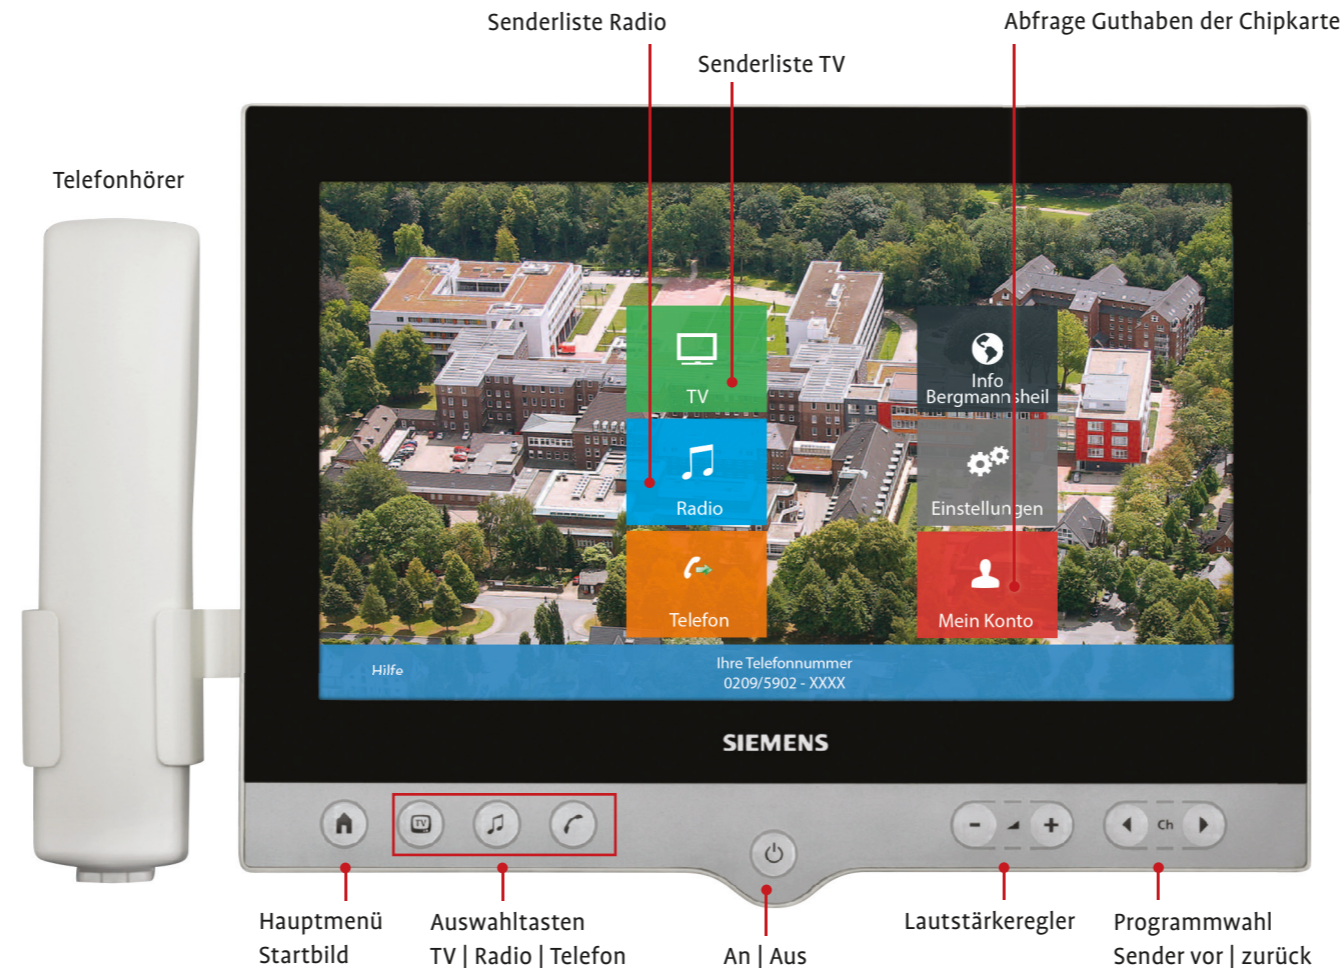 Senderliste Radio
Abfrage Guthaben der Chipkarte
Senderliste TV
Telefonhörer
TV
Info
Bergmannsheil
Radio
Einstellungen
Telefon
Mein Konto
Hilfe
Ihre Telefonnummer
0209/5902 - XXXX
SIEMENS
TV
Ch
Hauptmenü
Startbild
Auswahltasten
TV | Radio | Telefon
An | Aus
Lautstärkeregler
Programmwahl
Sender vor | zurück